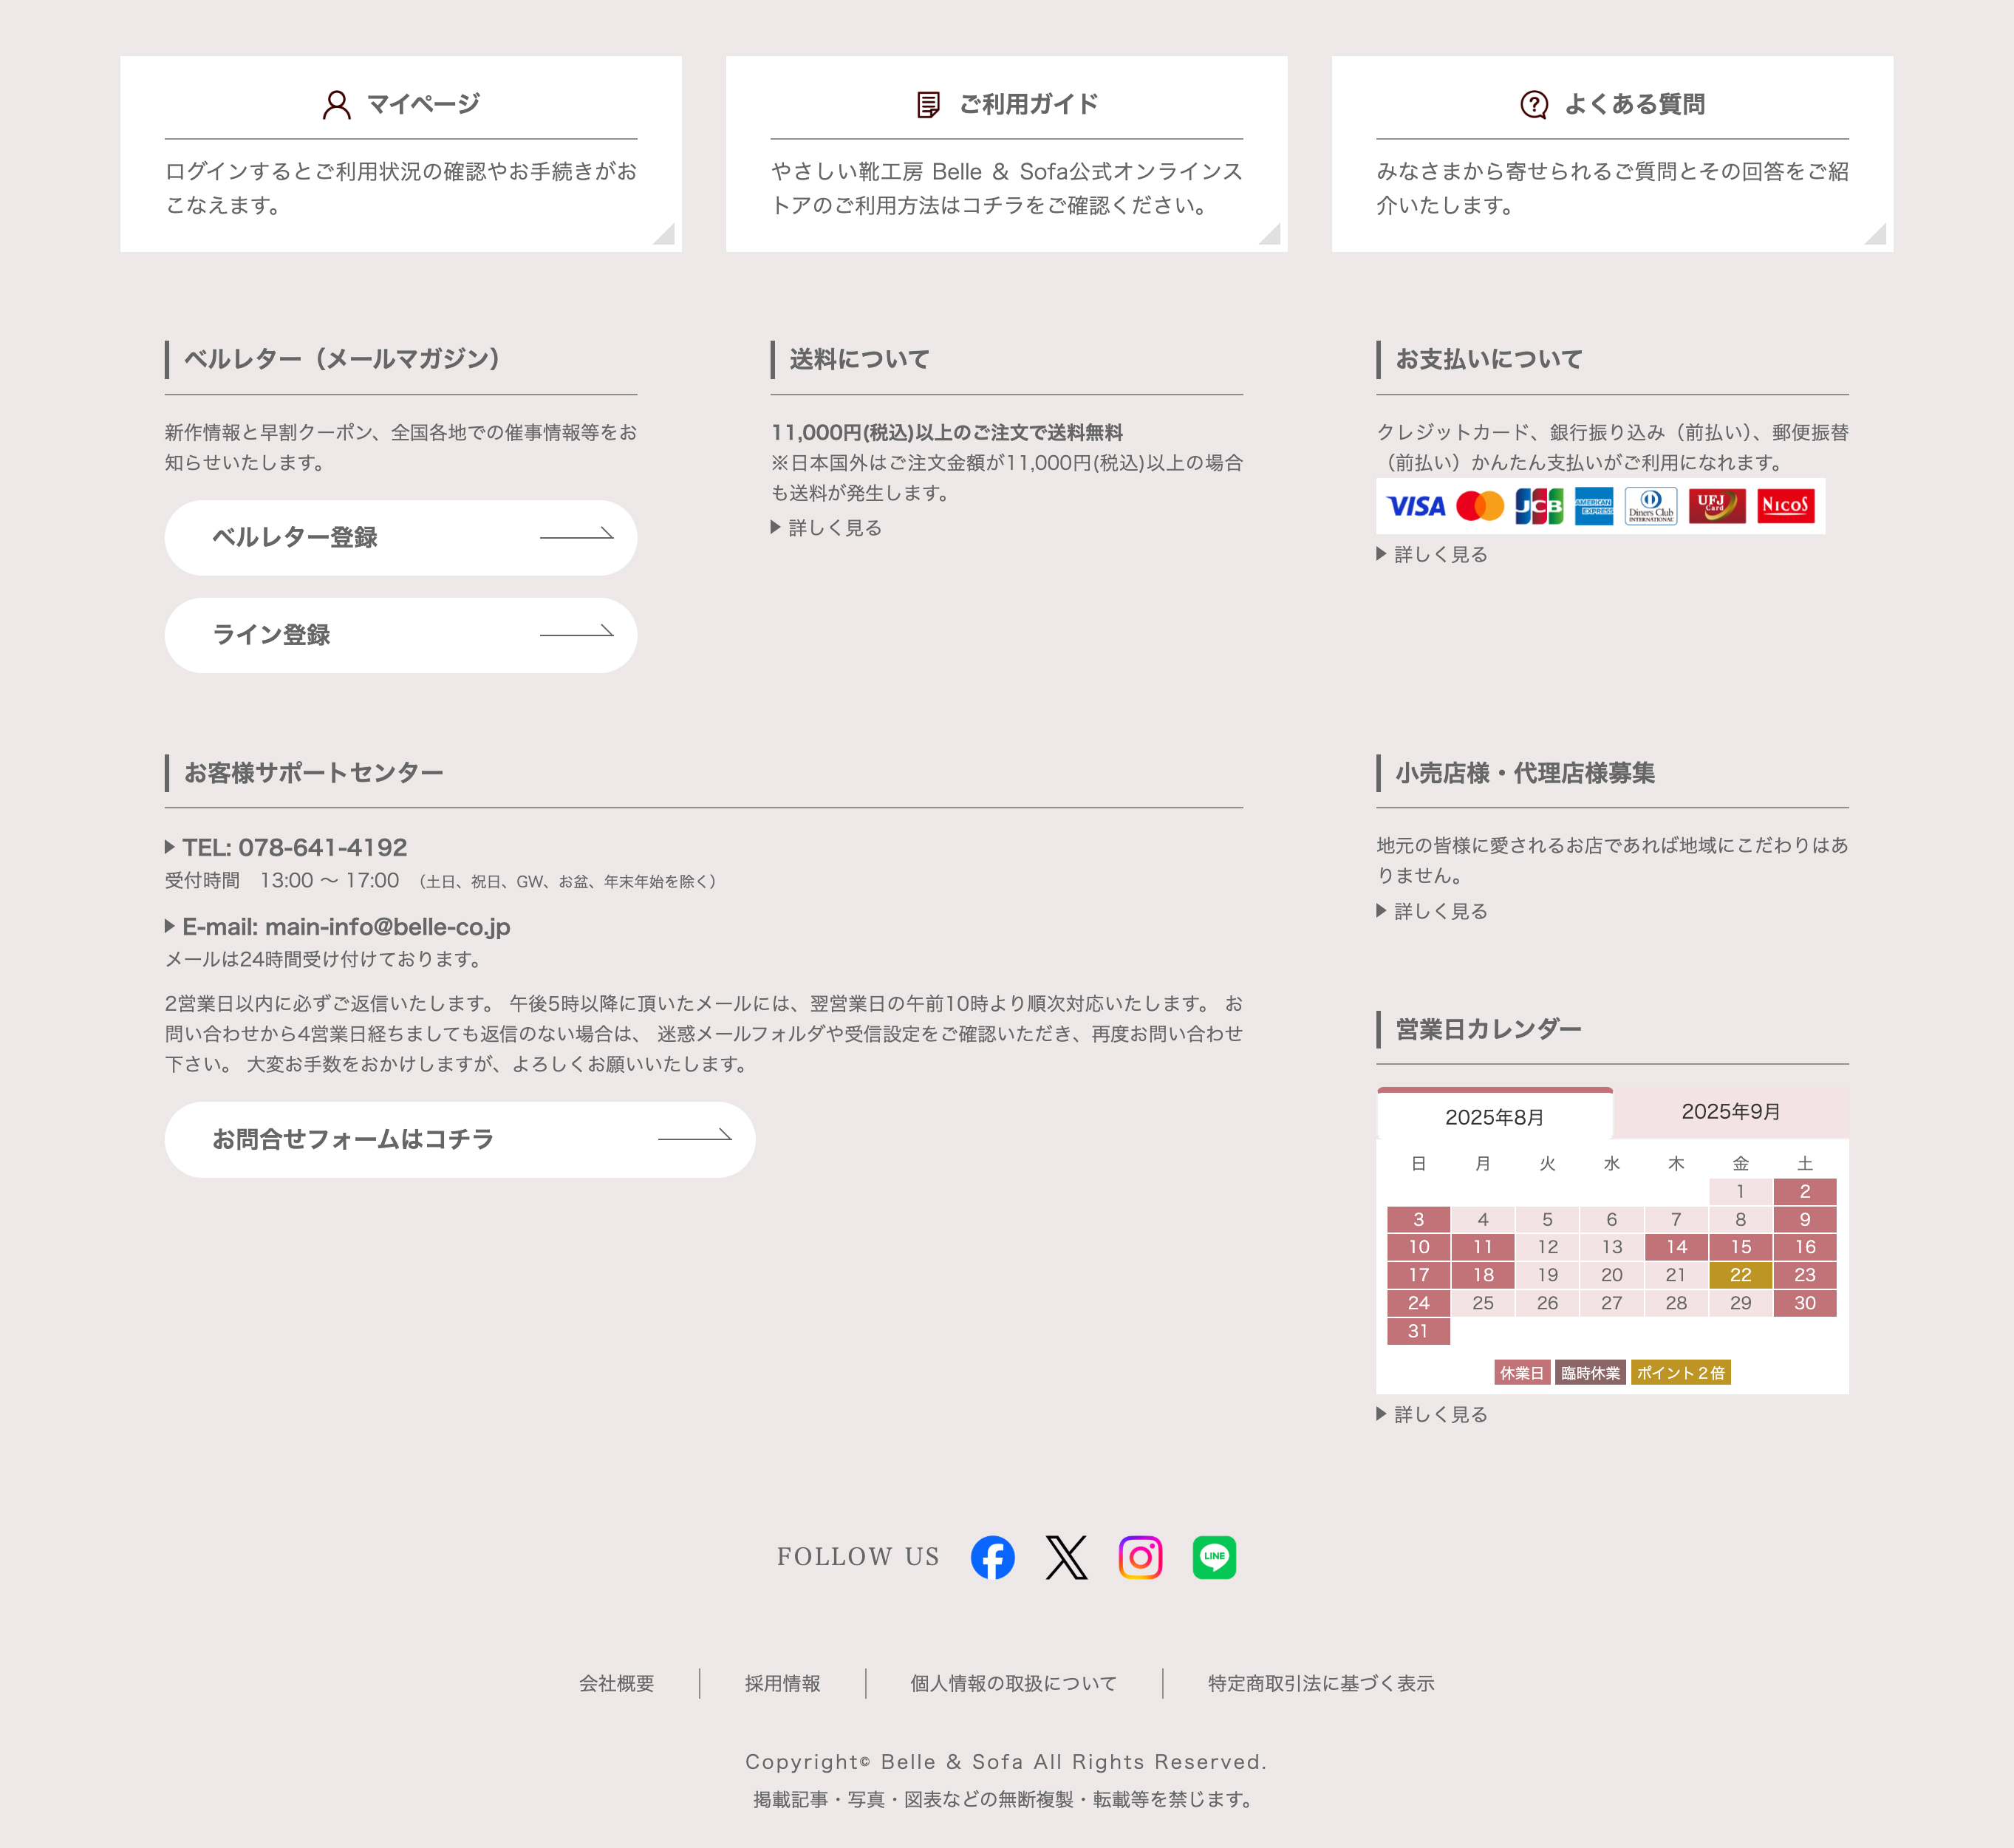 マイページ
ログインするとご利用状況の確認やお手続きがお
こなえます。
ご利用ガイド
やさしい靴工房 Belle ＆ Sofa公式オンラインス
トアのご利用方法はコチラをご確認ください。
よくある質問
みなさまから寄せられるご質問とその回答をご紹
介いたします。
ベルレター（メールマガジン）
新作情報と早割クーポン、全国各地での催事情報等をお
知らせいたします。
ベルレター登録
ライン登録
送料について
11,000円(税込)以上のご注文で送料無料
※日本国外はご注文金額が11,000円(税込)以上の場合
も送料が発生します。
詳しく見る
お支払いについて
クレジットカード、銀行振り込み（前払い）、郵便振替
（前払い）かんたん支払いがご利用になれます。
VISA JCB AMERICAN EXPRESS Diners Club INTERNATIONAL UFJ Card NICOS
詳しく見る
お客様サポートセンター
TEL: 078-641-4192
受付時間　13:00 〜 17:00　（土日、祝日、GW、お盆、年末年始を除く）
E-mail: main-info@belle-co.jp
メールは24時間受け付けております。
2営業日以内に必ずご返信いたします。 午後5時以降に頂いたメールには、翌営業日の午前10時より順次対応いたします。 お
問い合わせから4営業日経ちましても返信のない場合は、 迷惑メールフォルダや受信設定をご確認いただき、再度お問い合わせ
下さい。 大変お手数をおかけしますが、よろしくお願いいたします。
お問合せフォームはコチラ
小売店様・代理店様募集
地元の皆様に愛されるお店であれば地域にこだわりはあ
りません。
詳しく見る
営業日カレンダー
2025年8月 2025年9月
日 月 火 水 木 金 土
1 2
3 4 5 6 7 8 9
10 11 12 13 14 15 16
17 18 19 20 21 22 23
24 25 26 27 28 29 30
31
休業日 臨時休業 ポイント２倍
詳しく見る
FOLLOW US LINE
会社概要 採用情報 個人情報の取扱について 特定商取引法に基づく表示
Copyright© Belle & Sofa All Rights Reserved.
掲載記事・写真・図表などの無断複製・転載等を禁じます。